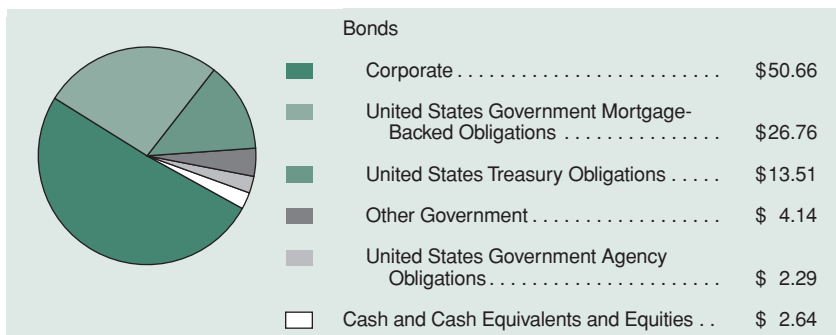 Bonds
Corporate . . . . . . . . . . . . . . . . . . . . . . . . . $50.66
United States Government Mortgage-
Backed Obligations . . . . . . . . . . . . . . . $26.76
United States Treasury Obligations . . . . . $13.51
Other Government . . . . . . . . . . . . . . . . . . $ 4.14
United States Government Agency
Obligations . . . . . . . . . . . . . . . . . . . . . . $ 2.29
Cash and Cash Equivalents and Equities . . $ 2.64